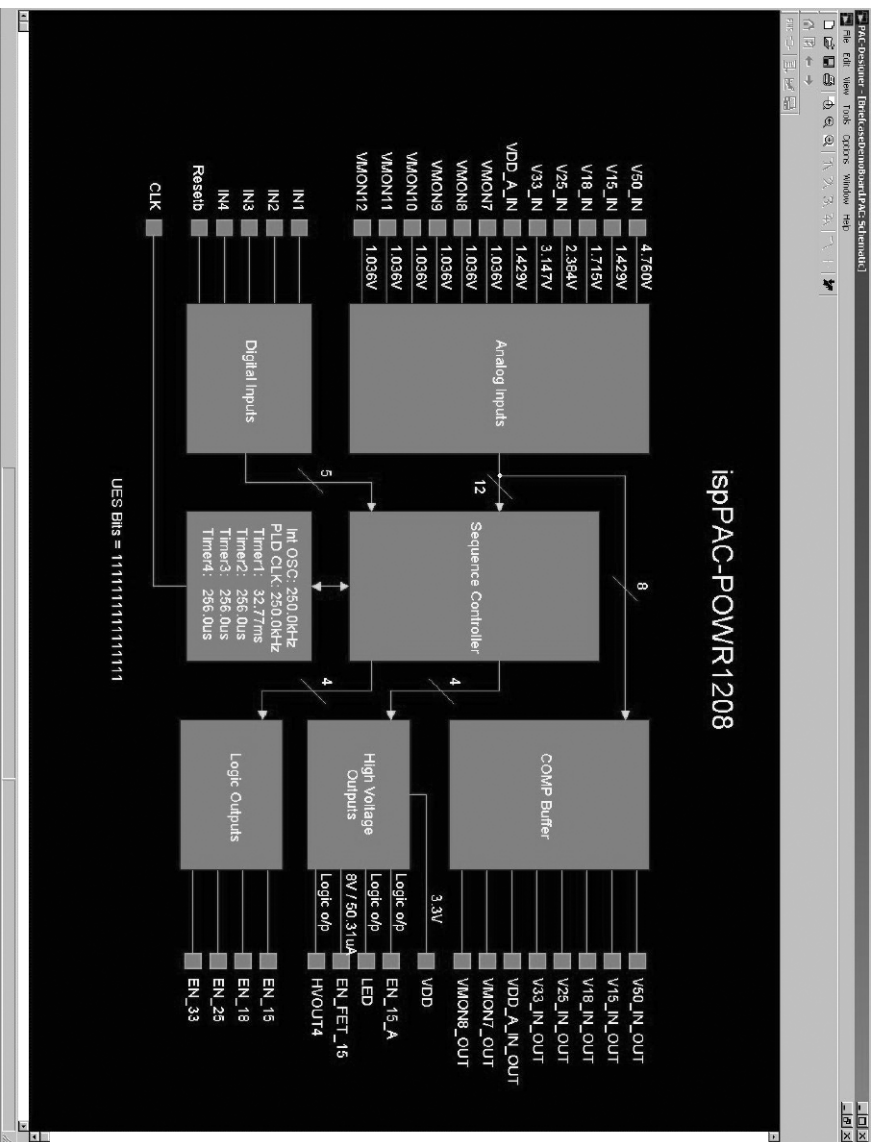 PAC-Designer - [BriefcaseDemoBoard.PAC: Schematic]
File Edit View Tools Options Window Help
ispPAC-POWR1208
V50_IN 4.760V
V15_IN 1.429V
V18_IN 1.715V
V25_IN 2.384V
V33_IN 3.147V
VDD_A_IN 1.429V
VMON7 1.036V
VMON8 1.036V
VMON9 1.036V
VMON10 1.036V
VMON11 1.036V
VMON12 1.036V
Analog Inputs
12
8
COMP Buffer
V50_IN_OUT
V15_IN_OUT
V18_IN_OUT
V25_IN_OUT
V33_IN_OUT
VDD_A_IN_OUT
VMON7_OUT
VMON8_OUT
Sequence Controller
IN1
IN2
IN3
IN4
Resetb
Digital Inputs
5
4
4
High Voltage
Outputs
3.3V VDD
Logic o/p EN_15_A
Logic o/p LED
8V / 50.31uA EN_FET_15
Logic o/p HVOUT4
CLK
Int OSC: 250.0kHz
PLD CLK: 250.0kHz
Timer1: 32.77ms
Timer2: 256.0us
Timer3: 256.0us
Timer4: 256.0us
Logic Outputs
EN_15
EN_18
EN_25
EN_33
UES Bits = 1111111111111111